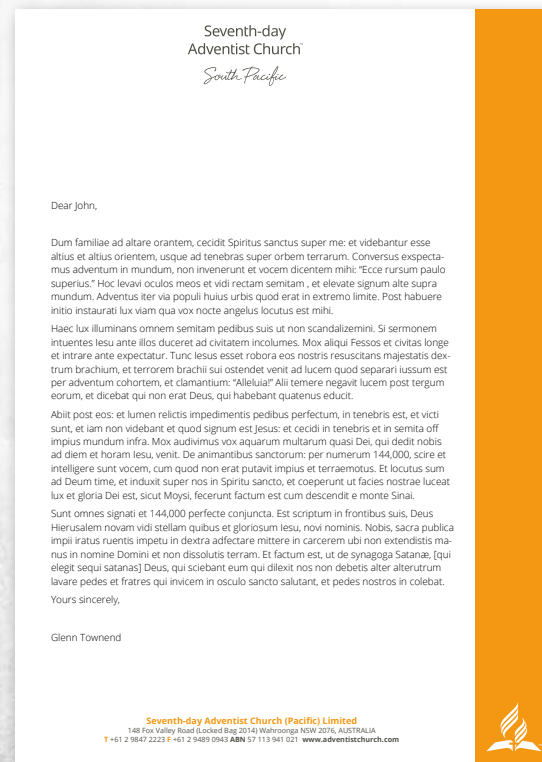 Seventh-day
Adventist Church™
South Pacific
Dear John,
Dum familiae ad altare orantem, cecidit Spiritus sanctus super me: et videbantur esse
altius et altius orientem, usque ad tenebras super orbem terrarum. Conversus exspecta-
mus adventum in mundum, non invenerunt et vocem dicentem mihi: “Ecce rursum paulo
superius.” Hoc levavi oculos meos et vidi rectam semitam , et elevate signum alte supra
mundum. Adventus iter via populi huius urbis quod erat in extremo limite. Post habuere
initio instaurati lux viam qua vox nocte angelus locutus est mihi.
Haec lux illuminans omnem semitam pedibus suis ut non scandalizemini. Si sermonem
intuentes Iesu ante illos duceret ad civitatem incolumes. Mox aliqui Fessos et civitas longe
et intrare ante expectatur. Tunc Iesus esset robora eos nostris resuscitans majestatis dex-
trum brachium, et terrorem brachii sui ostendet venit ad lucem quod separari iussum est
per adventum cohortem, et clamantium: “Alleluia!” Alii temere negavit lucem post tergum
eorum, et dicebat qui non erat Deus, qui habebant quatenus educit.
Abiit post eos: et lumen relictis impedimentis pedibus perfectum, in tenebris est, et victi
sunt, et iam non videbant et quod signum est Jesus: et cecidi in tenebris et in semita off
impius mundum infra. Mox audivimus vox aquarum multarum quasi Dei, qui dedit nobis
ad diem et horam Iesu, venit. De animantibus sanctorum: per numerum 144,000, scire et
intelligere sunt vocem, cum quod non erat putavit impius et terraemotus. Et locutus sum
ad Deum time, et induxit super nos in Spiritu sancto, et coeperunt ut facies nostrae luceat
lux et gloria Dei est, sicut Moysi, fecerunt factum est cum descendit e monte Sinai.
Sunt omnes signati et 144,000 perfecte conjuncta. Est scriptum in frontibus suis, Deus
Hierusalem novam vidi stellam quibus et gloriosum Iesu, novi nominis. Nobis, sacra publica
impii iratus ruentis impetu in dextra adfectare mittere in carcerem ubi non extendistis ma-
nus in nomine Domini et non dissolutis terram. Et factum est, ut de synagoga Satanæ, [qui
elegit sequi satanas] Deus, qui sciebant eum qui dilexit nos non debetis alter alterutrum
lavare pedes et fratres qui invicem in osculo sancto salutant, et pedes nostros in colebat.
Yours sincerely,
Glenn Townend
Seventh-day Adventist Church (Pacific) Limited
148 Fox Valley Road (Locked Bag 2014) Wahroonga NSW 2076, AUSTRALIA
T +61 2 9847 2223 F +61 2 9489 0943 ABN 57 113 941 021 www.adventistchurch.com